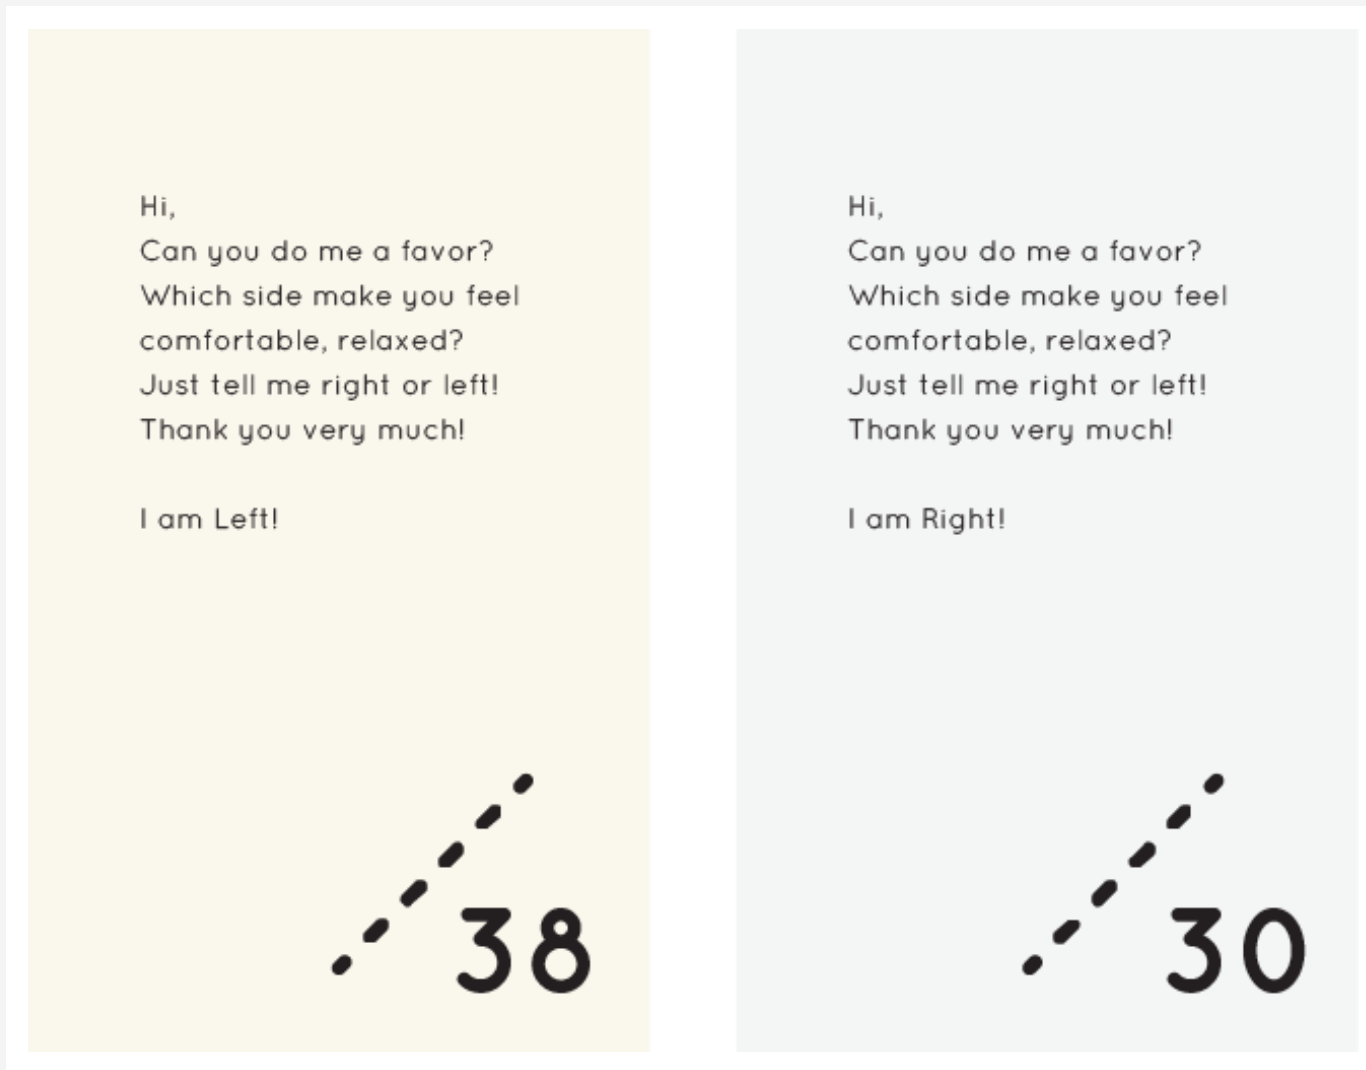 Hi,
Can you do me a favor?
Which side make you feel
comfortable, relaxed?
Just tell me right or left!
Thank you very much!
I am Left!
38
Hi,
Can you do me a favor?
Which side make you feel
comfortable, relaxed?
Just tell me right or left!
Thank you very much!
I am Right!
30